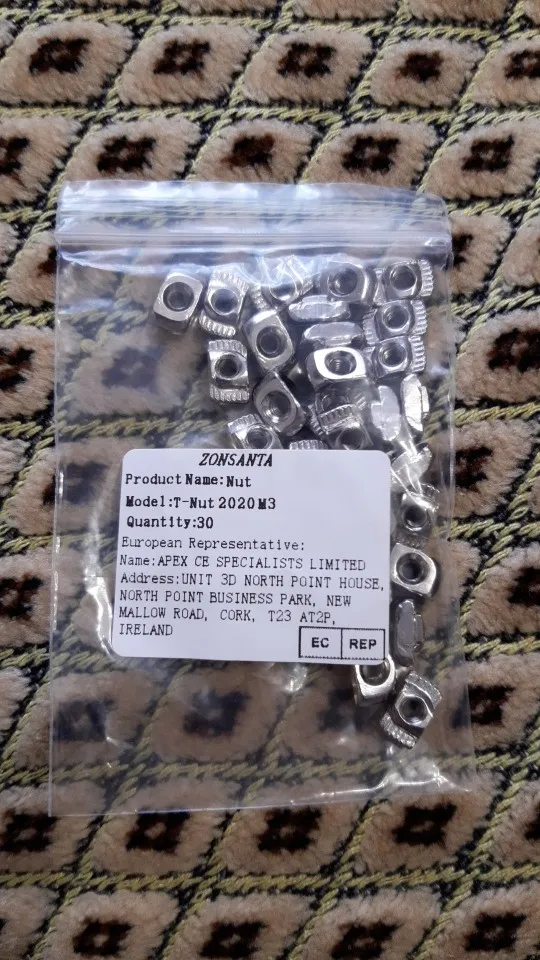 ZONSANTA
Product Name:Nut
Model:T-Nut 2020 M3
Quantity:30
European Representative:
Name:APEX CE SPECIALISTS LIMITED
Address:UNIT 3D NORTH POINT HOUSE,
NORTH POINT BUSINESS PARK, NEW
MALLOW ROAD, CORK, T23 AT2P,
IRELAND
EC REP